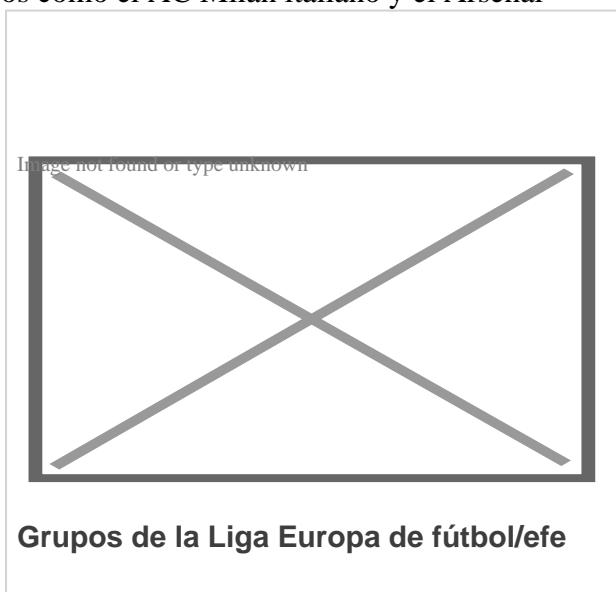 os como el AC Milan italiano y el Arsenal
Image not found or type unknown
Grupos de la Liga Europa de fútbol/efe